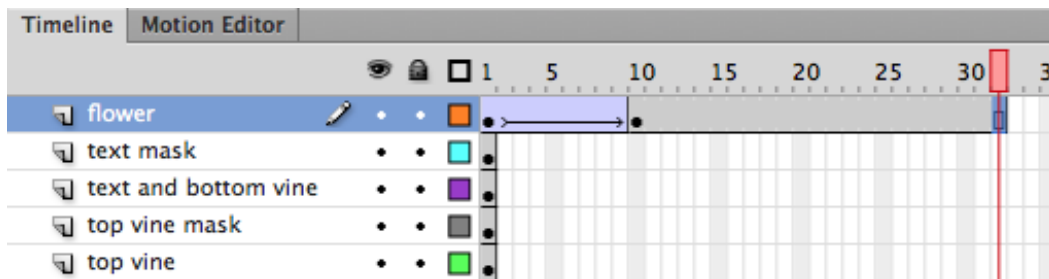 Timeline Motion Editor
1 5 10 15 20 25 30 3
flower
text mask
text and bottom vine
top vine mask
top vine